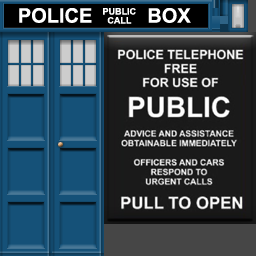 POLICE PUBLIC CALL BOX
POLICE TELEPHONE
FREE
FOR USE OF
PUBLIC
ADVICE AND ASSISTANCE
OBTAINABLE IMMEDIATELY
OFFICERS AND CARS
RESPOND TO
URGENT CALLS
PULL TO OPEN